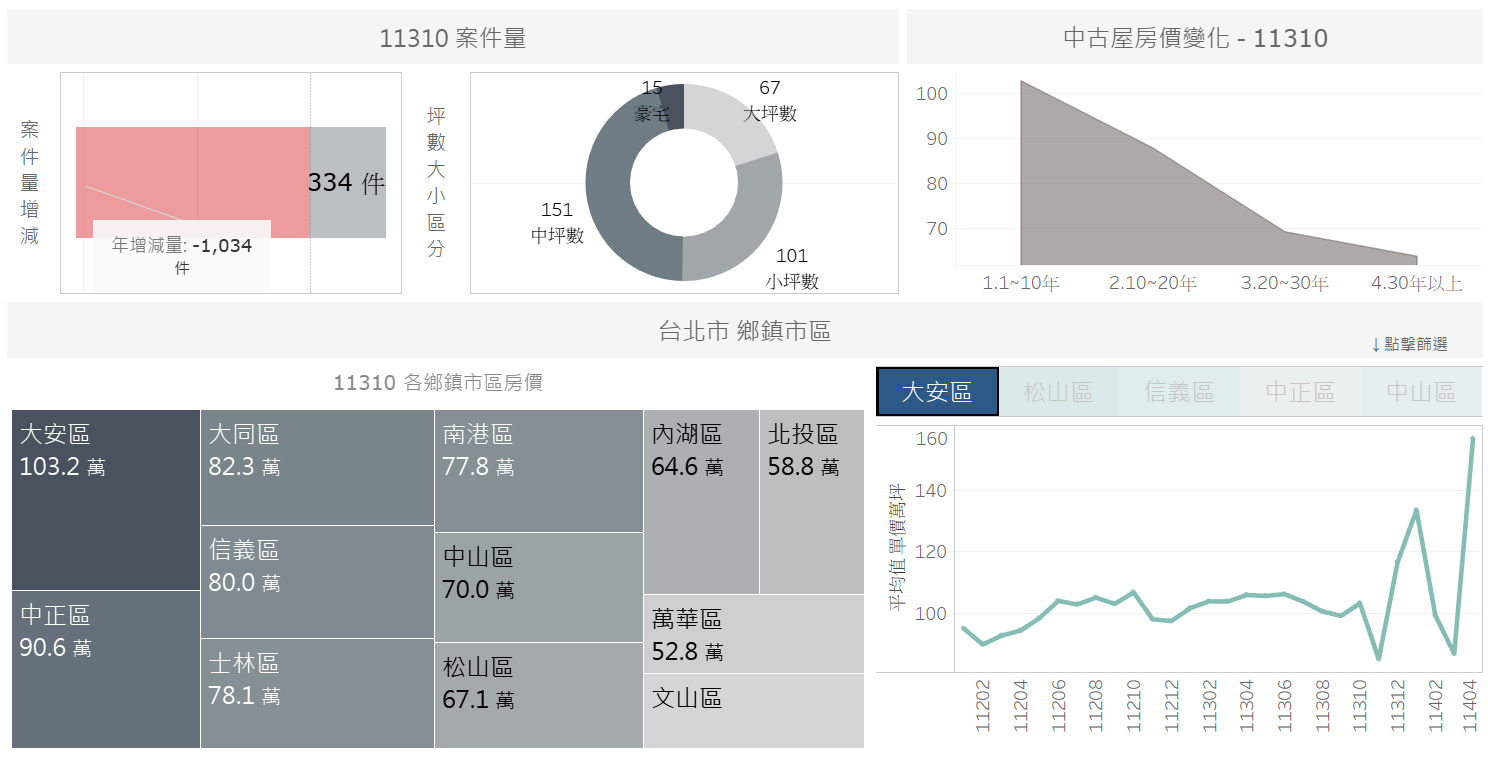 11310 案件量
案件量增減
334 件
年增減量: -1,034
件
坪數大小區分
15
豪宅
67
大坪數
151
中坪數
101
小坪數
中古屋房價變化 - 11310
100
90
80
70
1.1~10年
2.10~20年
3.20~30年
4.30年以上
台北市 鄉鎮市區
↓點擊篩選
11310 各鄉鎮市區房價
大安區
103.2 萬
中正區
90.6 萬
大同區
82.3 萬
信義區
80.0 萬
士林區
78.1 萬
南港區
77.8 萬
中山區
70.0 萬
松山區
67.1 萬
內湖區
64.6 萬
北投區
58.8 萬
萬華區
52.8 萬
文山區
大安區
松山區
信義區
中正區
中山區
平均值 單價萬坪
160
140
120
100
11202
11204
11206
11208
11210
11212
11302
11304
11306
11308
11310
11312
11402
11404